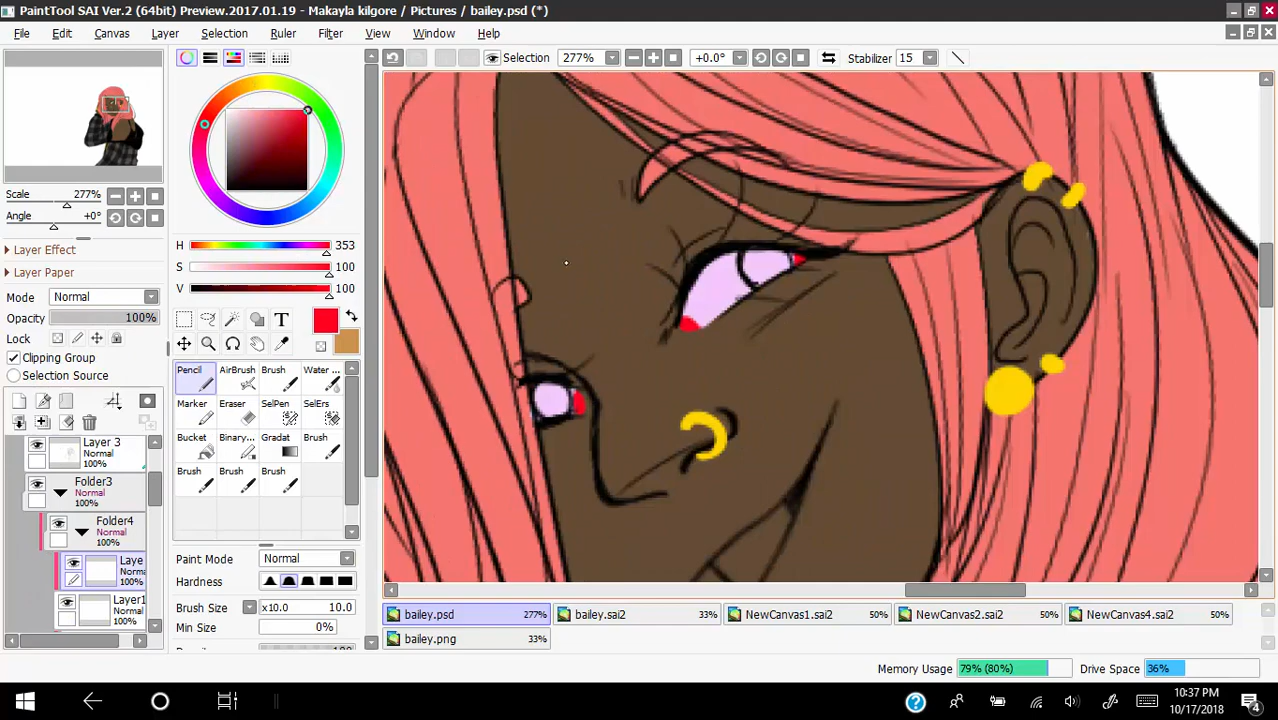 PaintTool SAI Ver.2 (64bit) Preview.2017.01.19 - Makayla kilgore / Pictures / bailey.psd (*)
File Edit Canvas Layer Selection Ruler Filter View Window Help
Selection 277% +0.0° Stabilizer 15
Scale
277%
Angle
+0°
Layer Effect
Layer Paper
Mode Normal
Opacity 100%
Lock
Clipping Group
Selection Source
Layer 3
Normal
100%
Folder3
Normal
100%
Folder4
Normal
100%
Laye
Normal
100%
Layer1
Normal
100%
H 353
S 100
V 100
T
Pencil AirBrush Brush Water ...
Marker Eraser SelPen SelErs
Bucket Binary... Gradat Brush
Brush Brush Brush
Paint Mode Normal
Hardness
Brush Size x10.0 10.0
Min Size 0%
bailey.psd 277% bailey.sai2 33% NewCanvas1.sai2 50% NewCanvas2.sai2 50% NewCanvas4.sai2 50%
bailey.png 33%
Memory Usage 79% (80%) Drive Space 36%
10:37 PM
10/17/2018
4